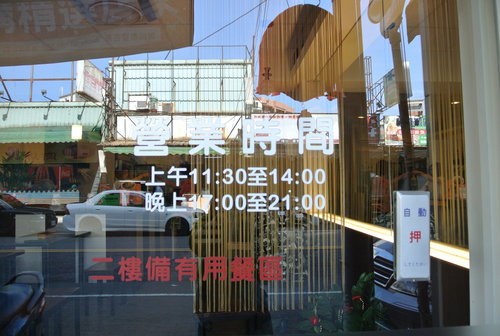 營業時間
上午11:30至14:00
晚上17:00至21:00
自動
押
二樓備有用餐區